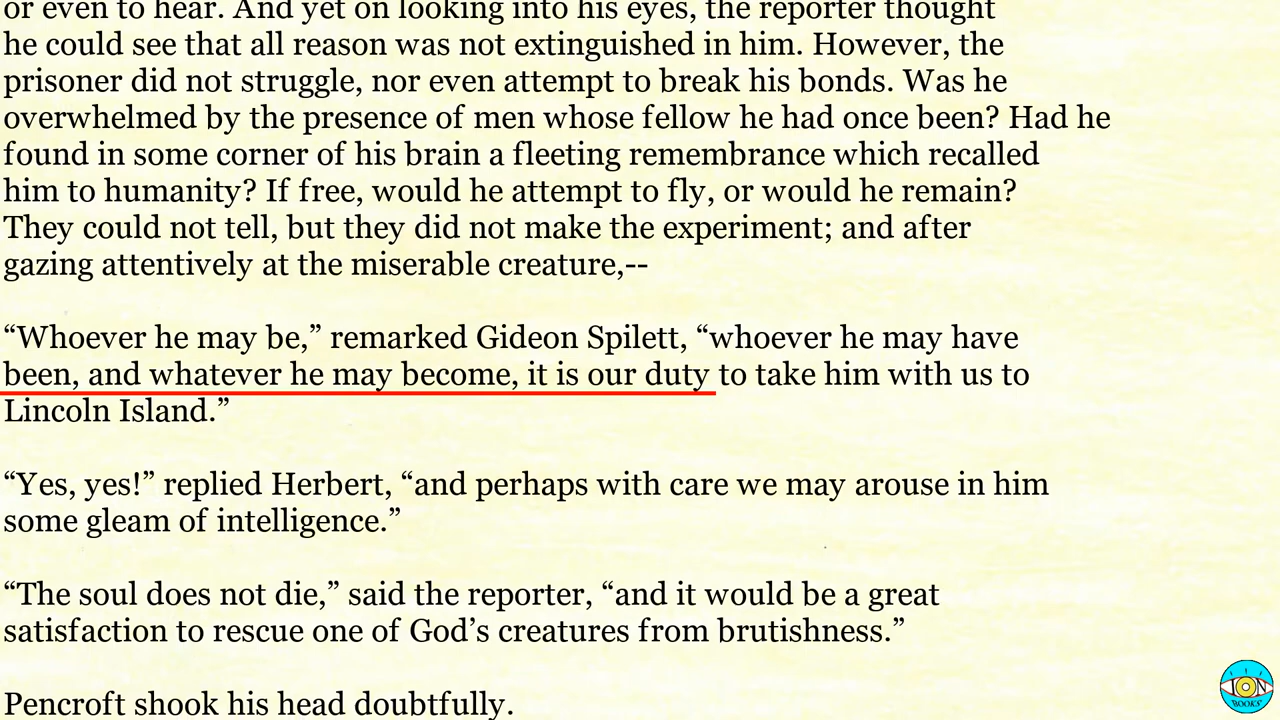 or even to hear. And yet on looking into his eyes, the reporter thought
he could see that all reason was not extinguished in him. However, the
prisoner did not struggle, nor even attempt to break his bonds. Was he
overwhelmed by the presence of men whose fellow he had once been? Had he
found in some corner of his brain a fleeting remembrance which recalled
him to humanity? If free, would he attempt to fly, or would he remain?
They could not tell, but they did not make the experiment; and after
gazing attentively at the miserable creature,--
“Whoever he may be,” remarked Gideon Spilett, “whoever he may have
been, and whatever he may become, it is our duty to take him with us to
Lincoln Island.”
“Yes, yes!” replied Herbert, “and perhaps with care we may arouse in him
some gleam of intelligence.”
“The soul does not die,” said the reporter, “and it would be a great
satisfaction to rescue one of God’s creatures from brutishness.”
Pencroft shook his head doubtfully.
ION
BOOKS